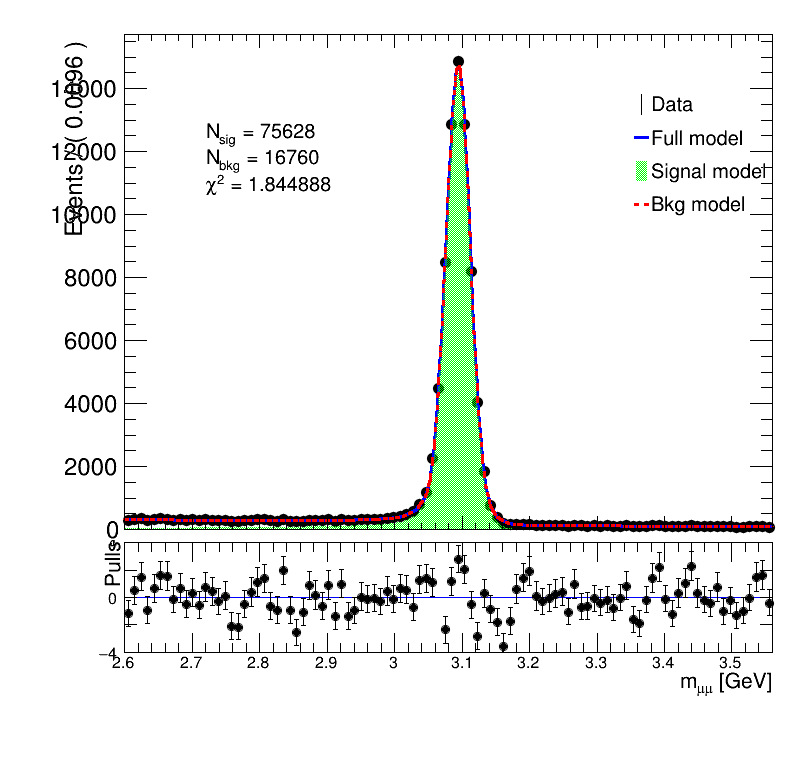 Events / ( 0.0096 )
14000
12000
10000
8000
6000
4000
2000
0
N_sig = 75628
N_bkg = 16760
χ² = 1.844888
Data
Full model
Signal model
Bkg model
Pulls
0
−4
2.6 2.7 2.8 2.9 3 3.1 3.2 3.3 3.4 3.5
m_μμ [GeV]